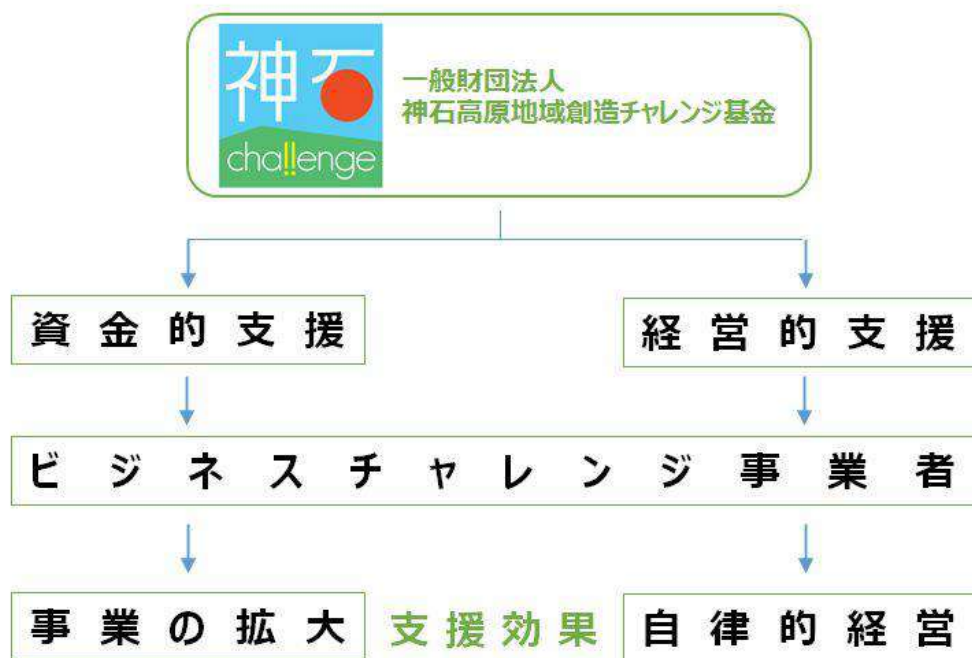 神石
cha!!enge
一般財団法人
神石高原地域創造チャレンジ基金
資金的支援
経営的支援
ビジネスチャレンジ事業者
事業の拡大
支援効果
自律的経営